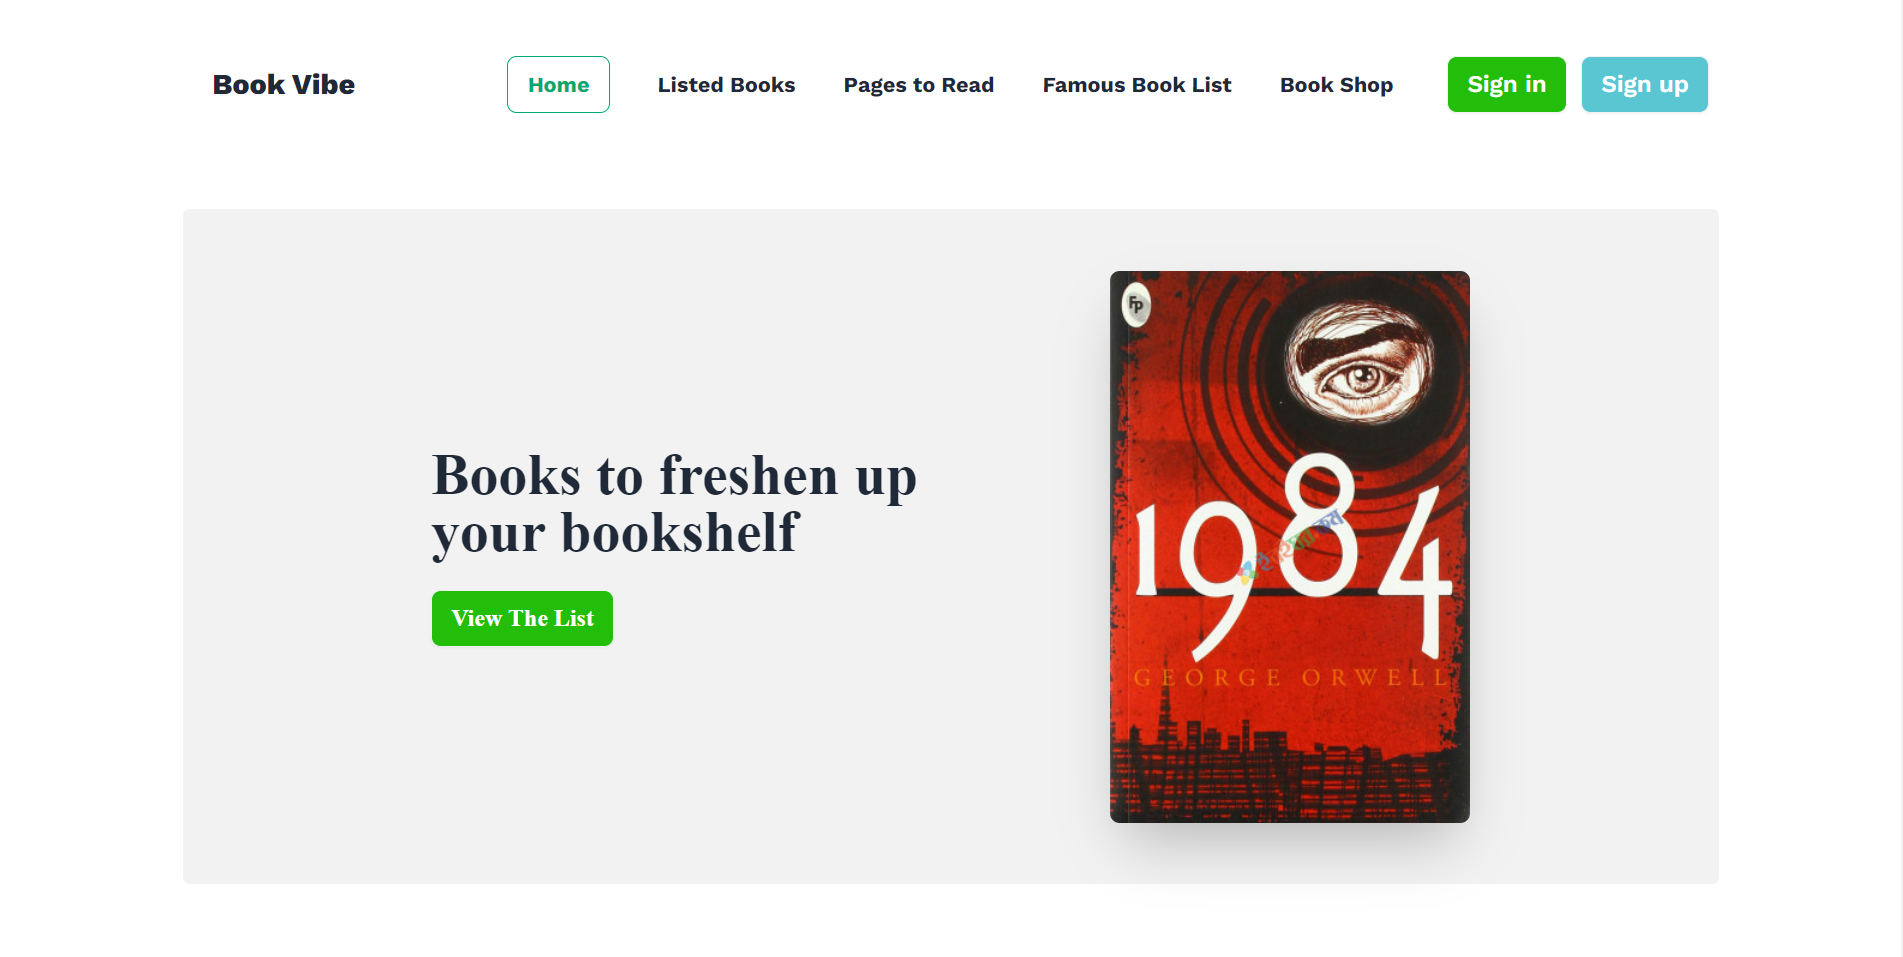 Book Vibe
Home
Listed Books
Pages to Read
Famous Book List
Book Shop
Sign in
Sign up
Books to freshen up
your bookshelf
View The List
FP
1984
GEORGE ORWELL